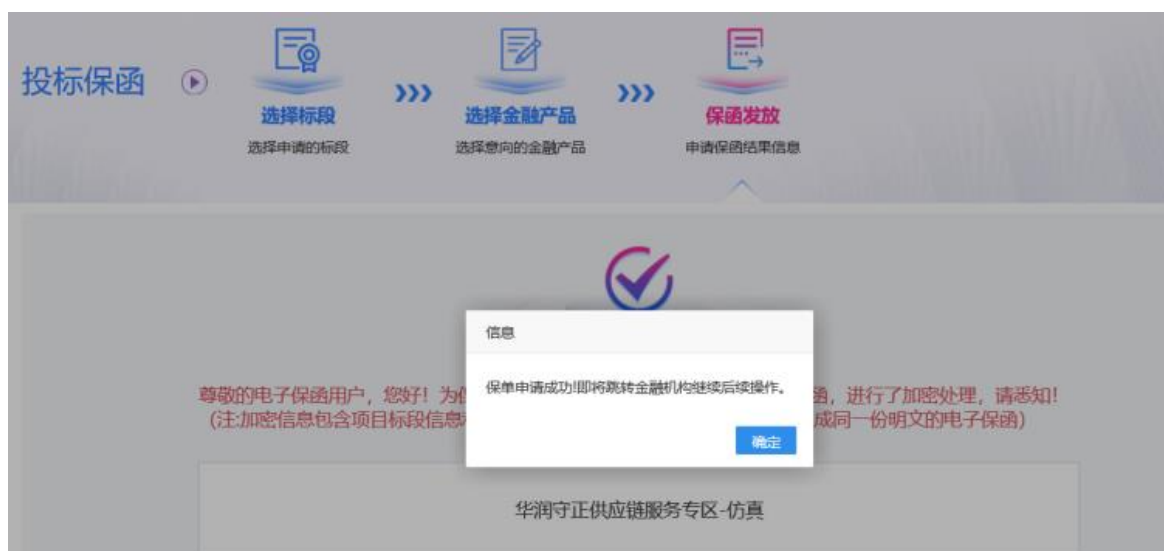 投标保函
选择标段
选择申请的标段
选择金融产品
选择意向的金融产品
保函发放
申请保函结果信息
信息
保单申请成功!即将跳转金融机构继续后续操作。
确定
尊敬的电子保函用户，您好！为 函，进行了加密处理，请悉知！
(注:加密信息包含项目标段信息 成同一份明文的电子保函)
华润守正供应链服务专区-仿真